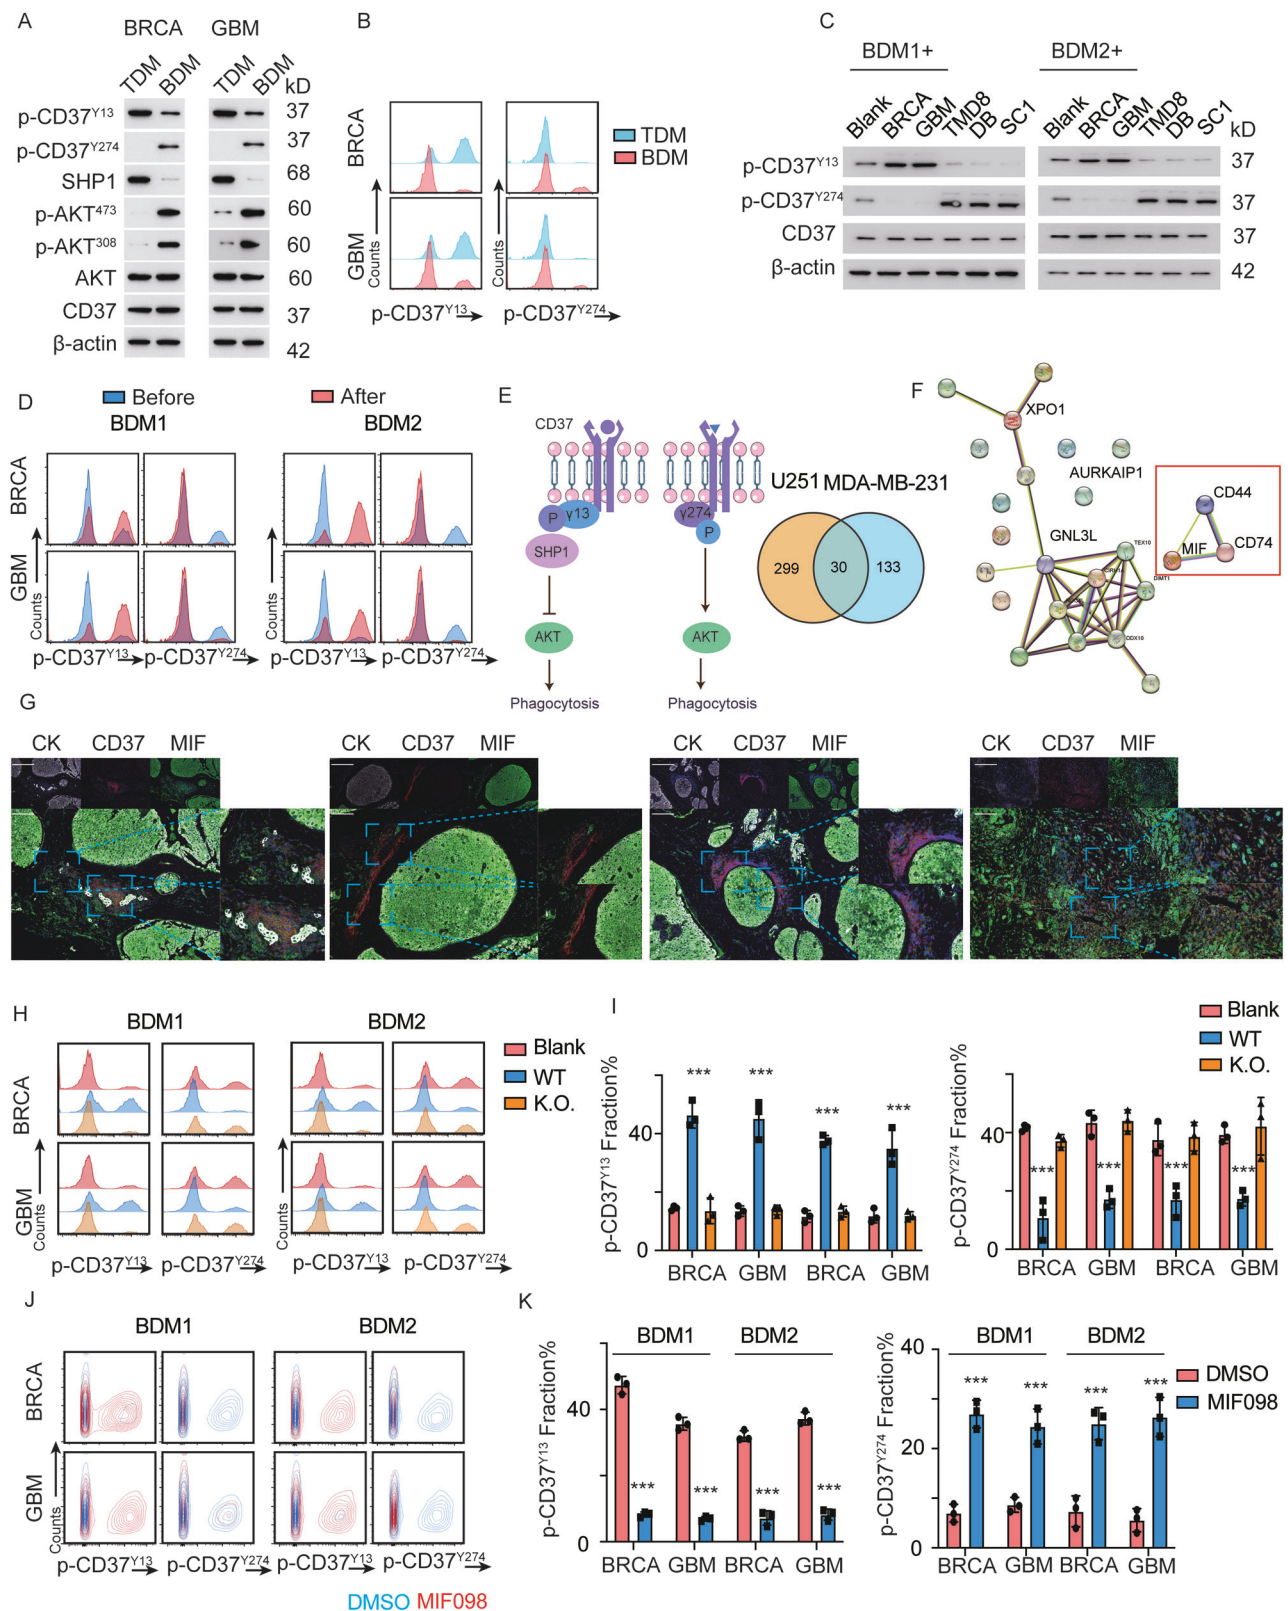 A
BRCA GBM
TDM BDM TDM BDM kD
p-CD37Y13 37
p-CD37Y274 37
SHP1 68
p-AKT473 60
p-AKT308 60
AKT 60
CD37 37
β-actin 42
B
BRCA
GBM
Counts
TDM
BDM
p-CD37Y13 p-CD37Y274
C
BDM1+ BDM2+
Blank BRCA GBM TMD8 DB SC1 Blank BRCA GBM TMD8 DB SC1 kD
p-CD37Y13 37
p-CD37Y274 37
CD37 37
β-actin 42
D
Before After
BDM1 BDM2
BRCA
GBM
Counts Counts
p-CD37Y13 p-CD37Y274 p-CD37Y13 p-CD37Y274
E
CD37
P γ13 γ274 P
SHP1
AKT AKT
Phagocytosis Phagocytosis
U251 MDA-MB-231
299 30 133
F
XPO1
AURKAIP1
GNL3L
TEX10
DIMT1
DDX10
CD44
MIF CD74
G
CK CD37 MIF CK CD37 MIF CK CD37 MIF CK CD37 MIF
H
BDM1 BDM2
BRCA
GBM
Counts Counts
Blank
WT
K.O.
p-CD37Y13 p-CD37Y274 p-CD37Y13 p-CD37Y274
I
Blank
WT
K.O.
p-CD37Y13 Fraction%
40
0
*** *** *** ***
BRCA GBM BRCA GBM
p-CD37Y274 Fraction%
40
0
*** *** *** ***
BRCA GBM BRCA GBM
J
BDM1 BDM2
BRCA
GBM
Counts
p-CD37Y13 p-CD37Y274 p-CD37Y13 p-CD37Y274
DMSO MIF098
K
BDM1 BDM2
p-CD37Y13 Fraction%
40
0
*** *** *** ***
BRCA GBM BRCA GBM
BDM1 BDM2
DMSO
MIF098
p-CD37Y274 Fraction%
40
20
0
*** *** *** ***
BRCA GBM BRCA GBM